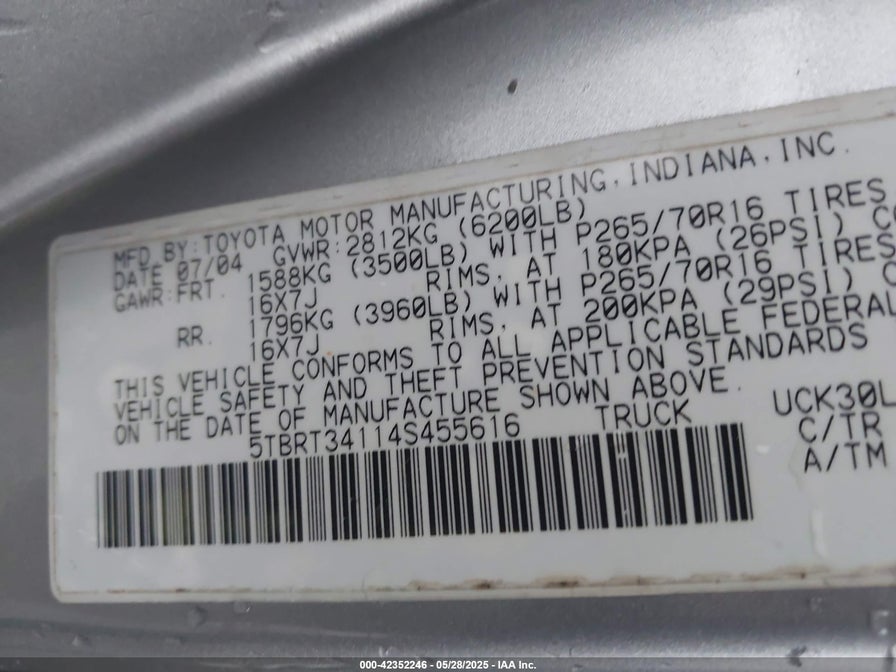 MFD BY:TOYOTA MOTOR MANUFACTURING, INDIANA, INC.
DATE 07/04 GVWR:2812KG (6200LB)
GAWR:FRT. 1588KG (3500LB) WITH P265/70R16 TIRES,
16X7J RIMS, AT 180KPA (26PSI)
RR. 1796KG (3960LB) WITH P265/70R16 TIRES
16X7J RIMS, AT 200KPA (29PSI)
THIS VEHICLE CONFORMS TO ALL APPLICABLE FEDERAL
VEHICLE SAFETY AND THEFT PREVENTION STANDARDS
ON THE DATE OF MANUFACTURE SHOWN ABOVE.
5TBRT34114S455616 TRUCK UCK30L
C/TR
A/TM
000-42352246 - 05/28/2025 - IAA Inc.